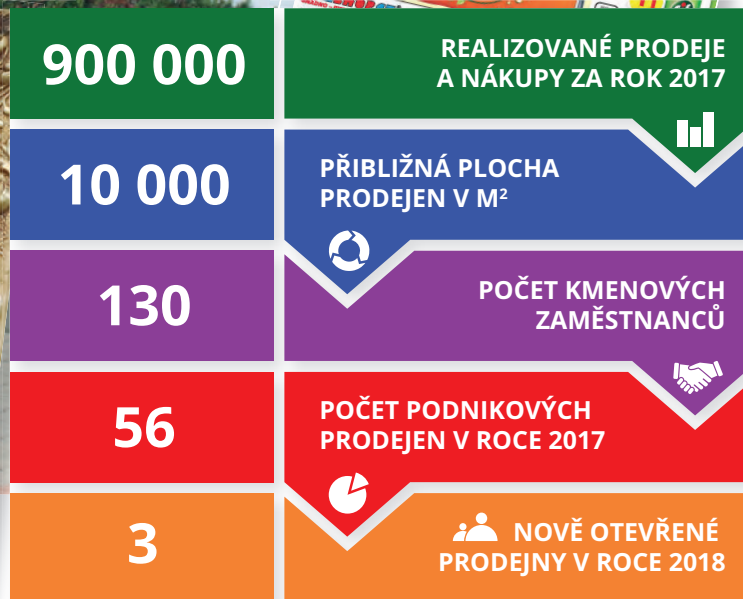 900 000
REALIZOVANÉ PRODEJE
A NÁKUPY ZA ROK 2017
10 000
PŘIBLIŽNÁ PLOCHA
PRODEJEN V M²
130
POČET KMENOVÝCH
ZAMĚSTNANCŮ
56
POČET PODNIKOVÝCH
PRODEJEN V ROCE 2017
3
NOVĚ OTEVŘENÉ
PRODEJNY V ROCE 2018